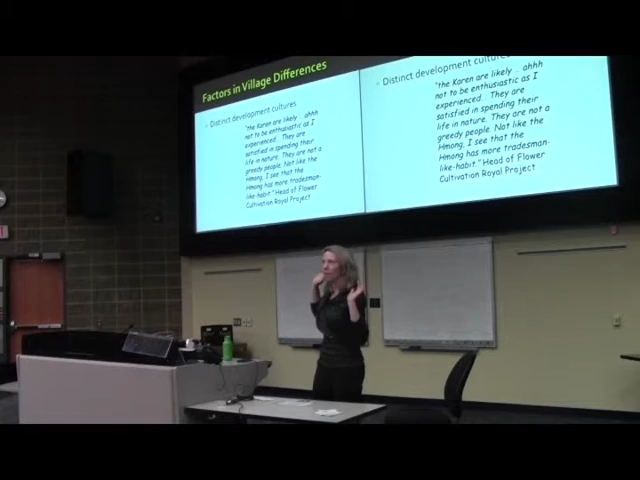 Factors in Village Differences
Distinct development cultures
"the Karen are likely .. ahhh
not to be enthusiastic as I
experienced. They are
satisfied in spending their
life in nature. They are not a
greedy people. Not like the
Hmong, I see that the
Hmong has more tradesman-
like-habit." Head of Flower
Cultivation Royal Project
Distinct development cultures
"the Karen are likely .. ahhh
not to be enthusiastic as I
experienced. They are
satisfied in spending their
life in nature. They are not a
greedy people. Not like the
Hmong, I see that the
Hmong has more tradesman-
like-habit." Head of Flower
Cultivation Royal Project